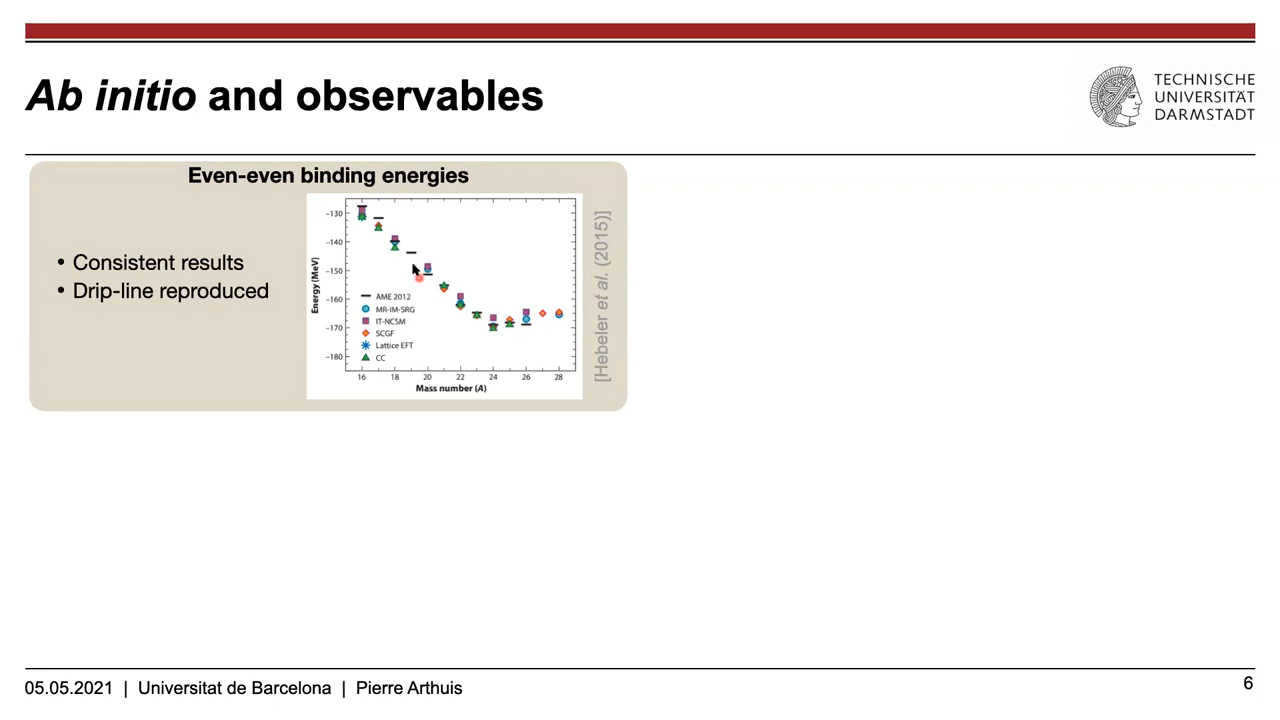 Ab initio and observables
TECHNISCHE
UNIVERSITÄT
DARMSTADT
Even-even binding energies
• Consistent results
• Drip-line reproduced
Energy (MeV)
−130
−140
−150
−160
−170
−180
AME 2012
MR-IM-SRG
IT-NCSM
SCGF
Lattice EFT
CC
16 18 20 22 24 26 28
Mass number (A)
[Hebeler et al. (2015)]
05.05.2021 | Universitat de Barcelona | Pierre Arthuis
6